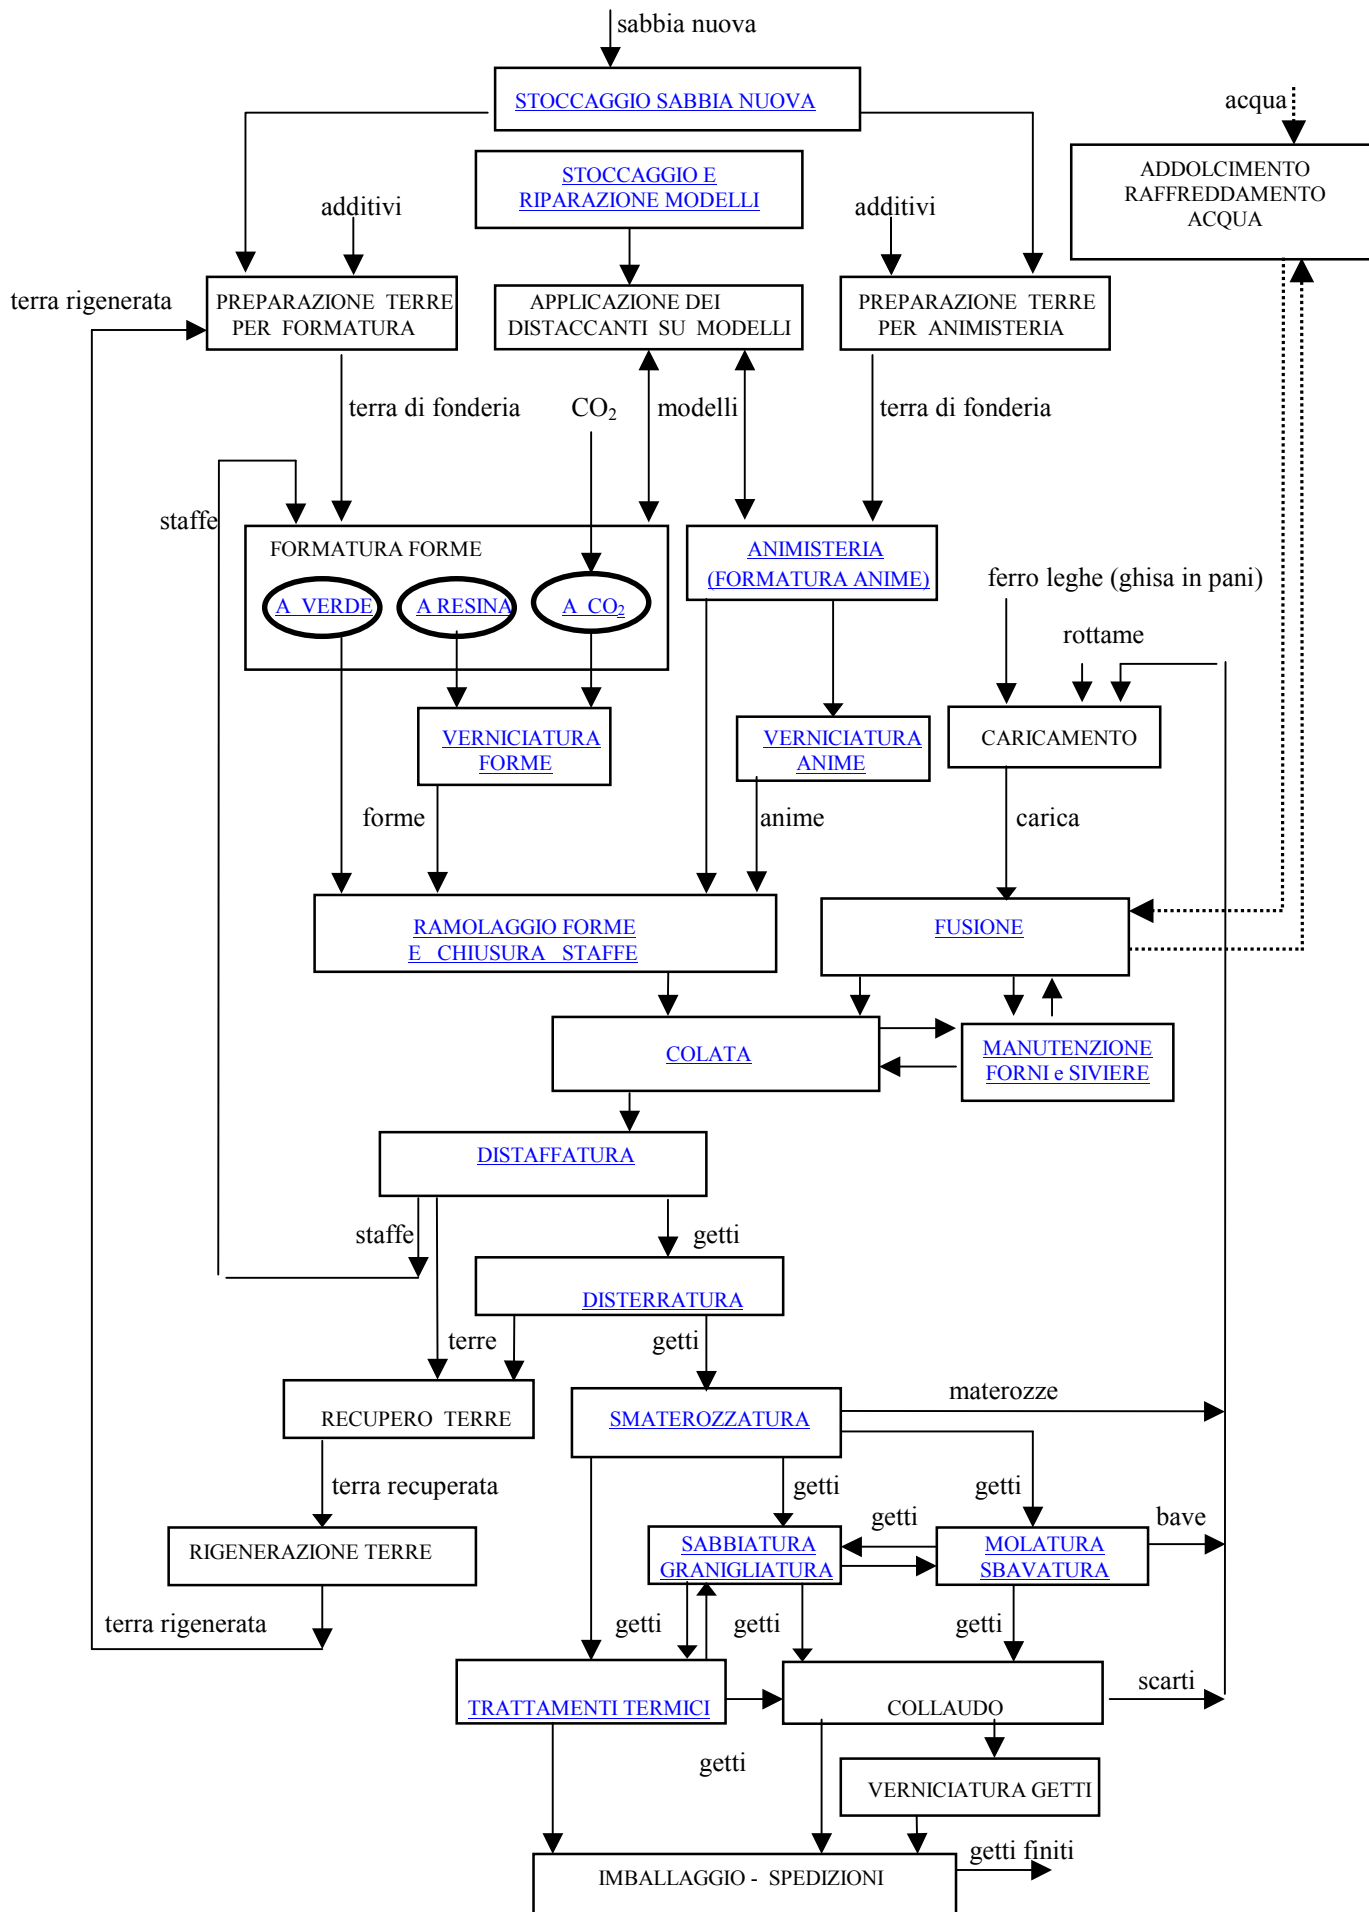 sabbia nuova
STOCCAGGIO SABBIA NUOVA
acqua
STOCCAGGIO E
RIPARAZIONE MODELLI
ADDOLCIMENTO
RAFFREDDAMENTO
ACQUA
additivi
additivi
terra rigenerata
PREPARAZIONE TERRE
PER FORMATURA
APPLICAZIONE DEI
DISTACCANTI SU MODELLI
PREPARAZIONE TERRE
PER ANIMISTERIA
terra di fonderia
CO₂
modelli
terra di fonderia
staffe
FORMATURA FORME
A VERDE
A RESINA
A CO₂
ANIMISTERIA
(FORMATURA ANIME)
ferro leghe (ghisa in pani)
rottame
VERNICIATURA
FORME
VERNICIATURA
ANIME
CARICAMENTO
forme
anime
carica
RAMOLAGGIO FORME
E CHIUSURA STAFFE
FUSIONE
COLATA
MANUTENZIONE
FORNI e SIVIERE
DISTAFFATURA
staffe
getti
DISTERRATURA
terre
getti
RECUPERO TERRE
SMATEROZZATURA
materozze
terra recuperata
getti
getti
RIGENERAZIONE TERRE
SABBIATURA
GRANIGLIATURA
getti
MOLATURA
SBAVATURA
bave
terra rigenerata
getti
getti
getti
TRATTAMENTI TERMICI
COLLAUDO
scarti
getti
VERNICIATURA GETTI
IMBALLAGGIO - SPEDIZIONI
getti finiti